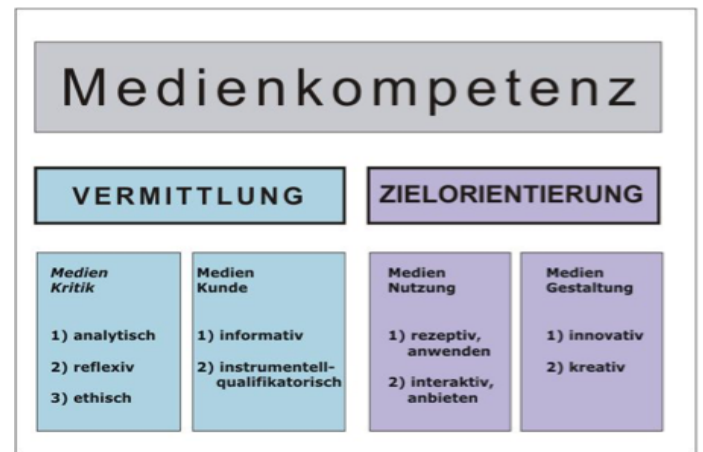 Medienkompetenz
VERMITTLUNG
ZIELORIENTIERUNG
Medien
Kritik
1) analytisch
2) reflexiv
3) ethisch
Medien
Kunde
1) informativ
2) instrumentell-
qualifikatorisch
Medien
Nutzung
1) rezeptiv,
anwenden
2) interaktiv,
anbieten
Medien
Gestaltung
1) innovativ
2) kreativ